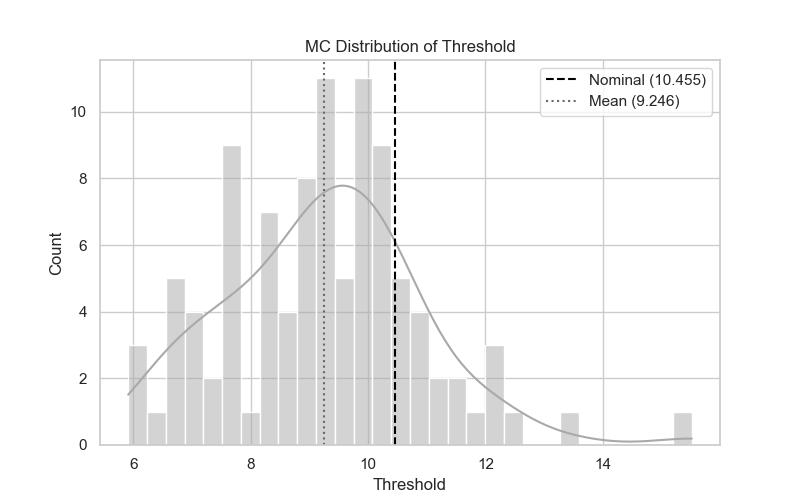 MC Distribution of Threshold
Nominal (10.455)
Mean (9.246)
Count
10
8
6
4
2
0
6
8
10
12
14
Threshold